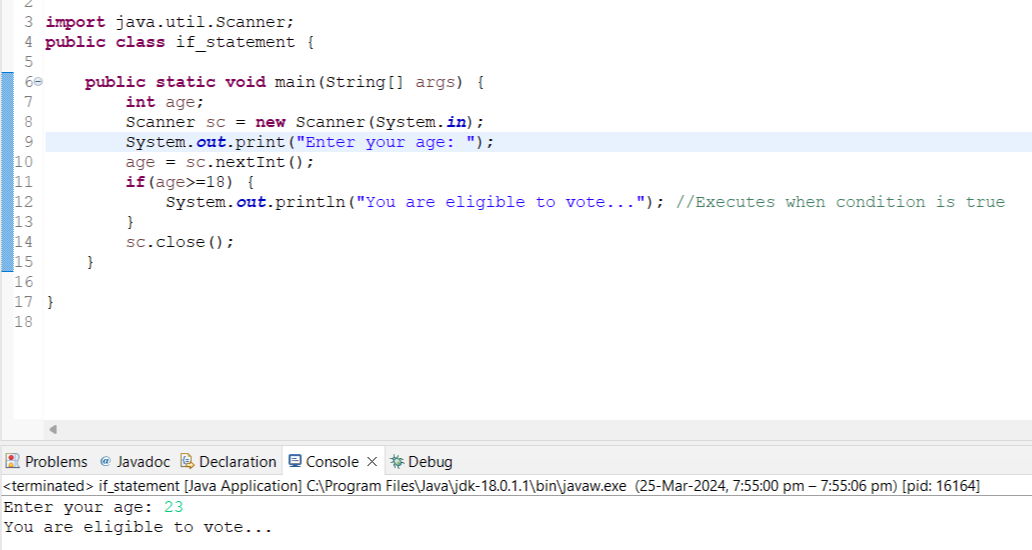 2
3 import java.util.Scanner;
4 public class if_statement {
5
6 public static void main(String[] args) {
7 int age;
8 Scanner sc = new Scanner(System.in);
9 System.out.print("Enter your age: ");
10 age = sc.nextInt();
11 if(age>=18) {
12 System.out.println("You are eligible to vote..."); //Executes when condition is true
13 }
14 sc.close();
15 }
16
17 }
18
Problems @ Javadoc Declaration Console Debug
<terminated> if_statement [Java Application] C:\Program Files\Java\jdk-18.0.1.1\bin\javaw.exe (25-Mar-2024, 7:55:00 pm – 7:55:06 pm) [pid: 16164]
Enter your age: 23
You are eligible to vote...